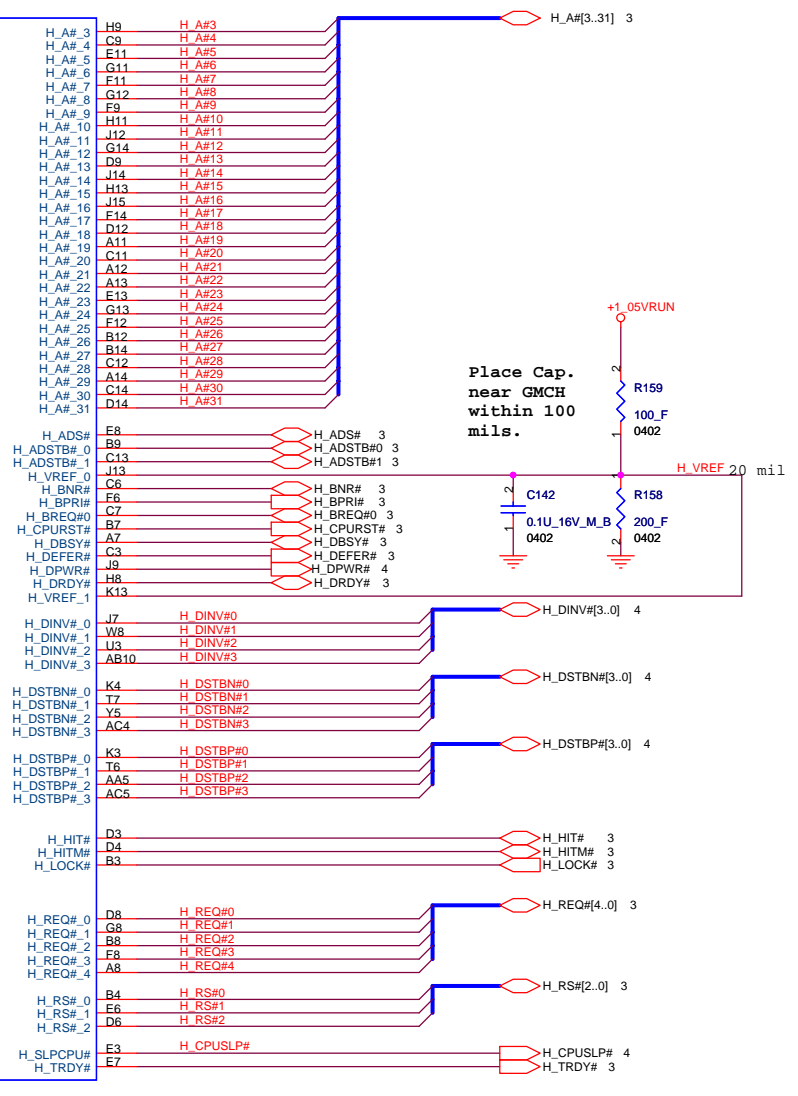 H_A#_3 H9 H_A#3 H_A#[3..31] 3
H_A#_4 C9 H_A#4
H_A#_5 E11 H_A#5
H_A#_6 G11 H_A#6
H_A#_7 F11 H_A#7
H_A#_8 G12 H_A#8
H_A#_9 F9 H_A#9
H_A#_10 H11 H_A#10
H_A#_11 J12 H_A#11
H_A#_12 G14 H_A#12
H_A#_13 D9 H_A#13
H_A#_14 J14 H_A#14
H_A#_15 H13 H_A#15
H_A#_16 J15 H_A#16
H_A#_17 F14 H_A#17
H_A#_18 D12 H_A#18
H_A#_19 A11 H_A#19
H_A#_20 C11 H_A#20
H_A#_21 A12 H_A#21
H_A#_22 A13 H_A#22
H_A#_23 E13 H_A#23
H_A#_24 G13 H_A#24
H_A#_25 F12 H_A#25
H_A#_26 B12 H_A#26
H_A#_27 B14 H_A#27
H_A#_28 C12 H_A#28
H_A#_29 A14 H_A#29
H_A#_30 C14 H_A#30
H_A#_31 D14 H_A#31
+1_05VRUN
Place Cap.
near GMCH
within 100
mils.
2
R159
100_F
1
0402
H_ADS# E8 H_ADS# 3
H_ADSTB#_0 B9 H_ADSTB#0 3
H_ADSTB#_1 C13 H_ADSTB#1 3
H_VREF_0 J13 H_VREF 20 mil
H_BNR# C6 H_BNR# 3
H_BPRI# F6 H_BPRI# 3
H_BREQ#0 C7 H_BREQ#0 3
H_CPURST# B7 H_CPURST# 3
H_DBSY# A7 H_DBSY# 3
H_DEFER# C3 H_DEFER# 3
H_DPWR# J9 H_DPWR# 4
H_DRDY# H8 H_DRDY# 3
H_VREF_1 K13
2
C142
0.1U_16V_M_B
1
0402
1
R158
200_F
2
0402
H_DINV#_0 J7 H_DINV#0 H_DINV#[3..0] 4
H_DINV#_1 W8 H_DINV#1
H_DINV#_2 U3 H_DINV#2
H_DINV#_3 AB10 H_DINV#3
H_DSTBN#_0 K4 H_DSTBN#0 H_DSTBN#[3..0] 4
H_DSTBN#_1 T7 H_DSTBN#1
H_DSTBN#_2 Y5 H_DSTBN#2
H_DSTBN#_3 AC4 H_DSTBN#3
H_DSTBP#_0 K3 H_DSTBP#0 H_DSTBP#[3..0] 4
H_DSTBP#_1 T6 H_DSTBP#1
H_DSTBP#_2 AA5 H_DSTBP#2
H_DSTBP#_3 AC5 H_DSTBP#3
H_HIT# D3 H_HIT# 3
H_HITM# D4 H_HITM# 3
H_LOCK# B3 H_LOCK# 3
H_REQ#_0 D8 H_REQ#0 H_REQ#[4..0] 3
H_REQ#_1 G8 H_REQ#1
H_REQ#_2 B8 H_REQ#2
H_REQ#_3 F8 H_REQ#3
H_REQ#_4 A8 H_REQ#4
H_RS#_0 B4 H_RS#0 H_RS#[2..0] 3
H_RS#_1 E6 H_RS#1
H_RS#_2 D6 H_RS#2
H_SLPCPU# E3 H_CPUSLP# H_CPUSLP# 4
H_TRDY# E7 H_TRDY# 3